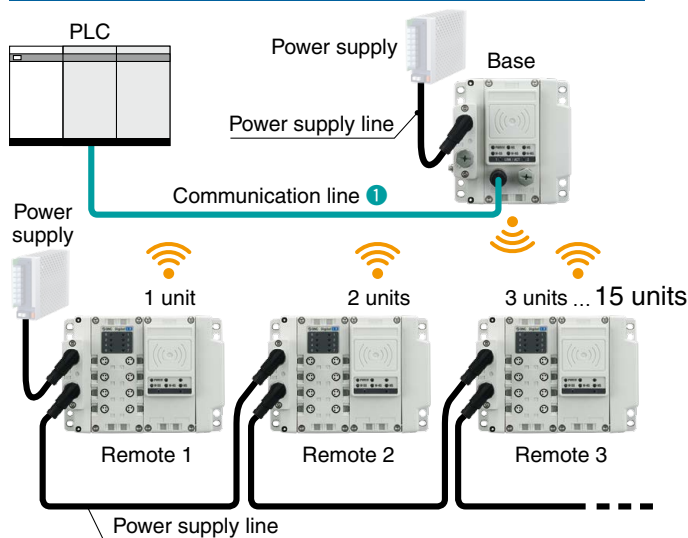 PLC
Power supply
Base
Power supply line
Communication line 1
Power
supply
1 unit
2 units
3 units ... 15 units
Remote 1
Remote 2
Remote 3
Power supply line